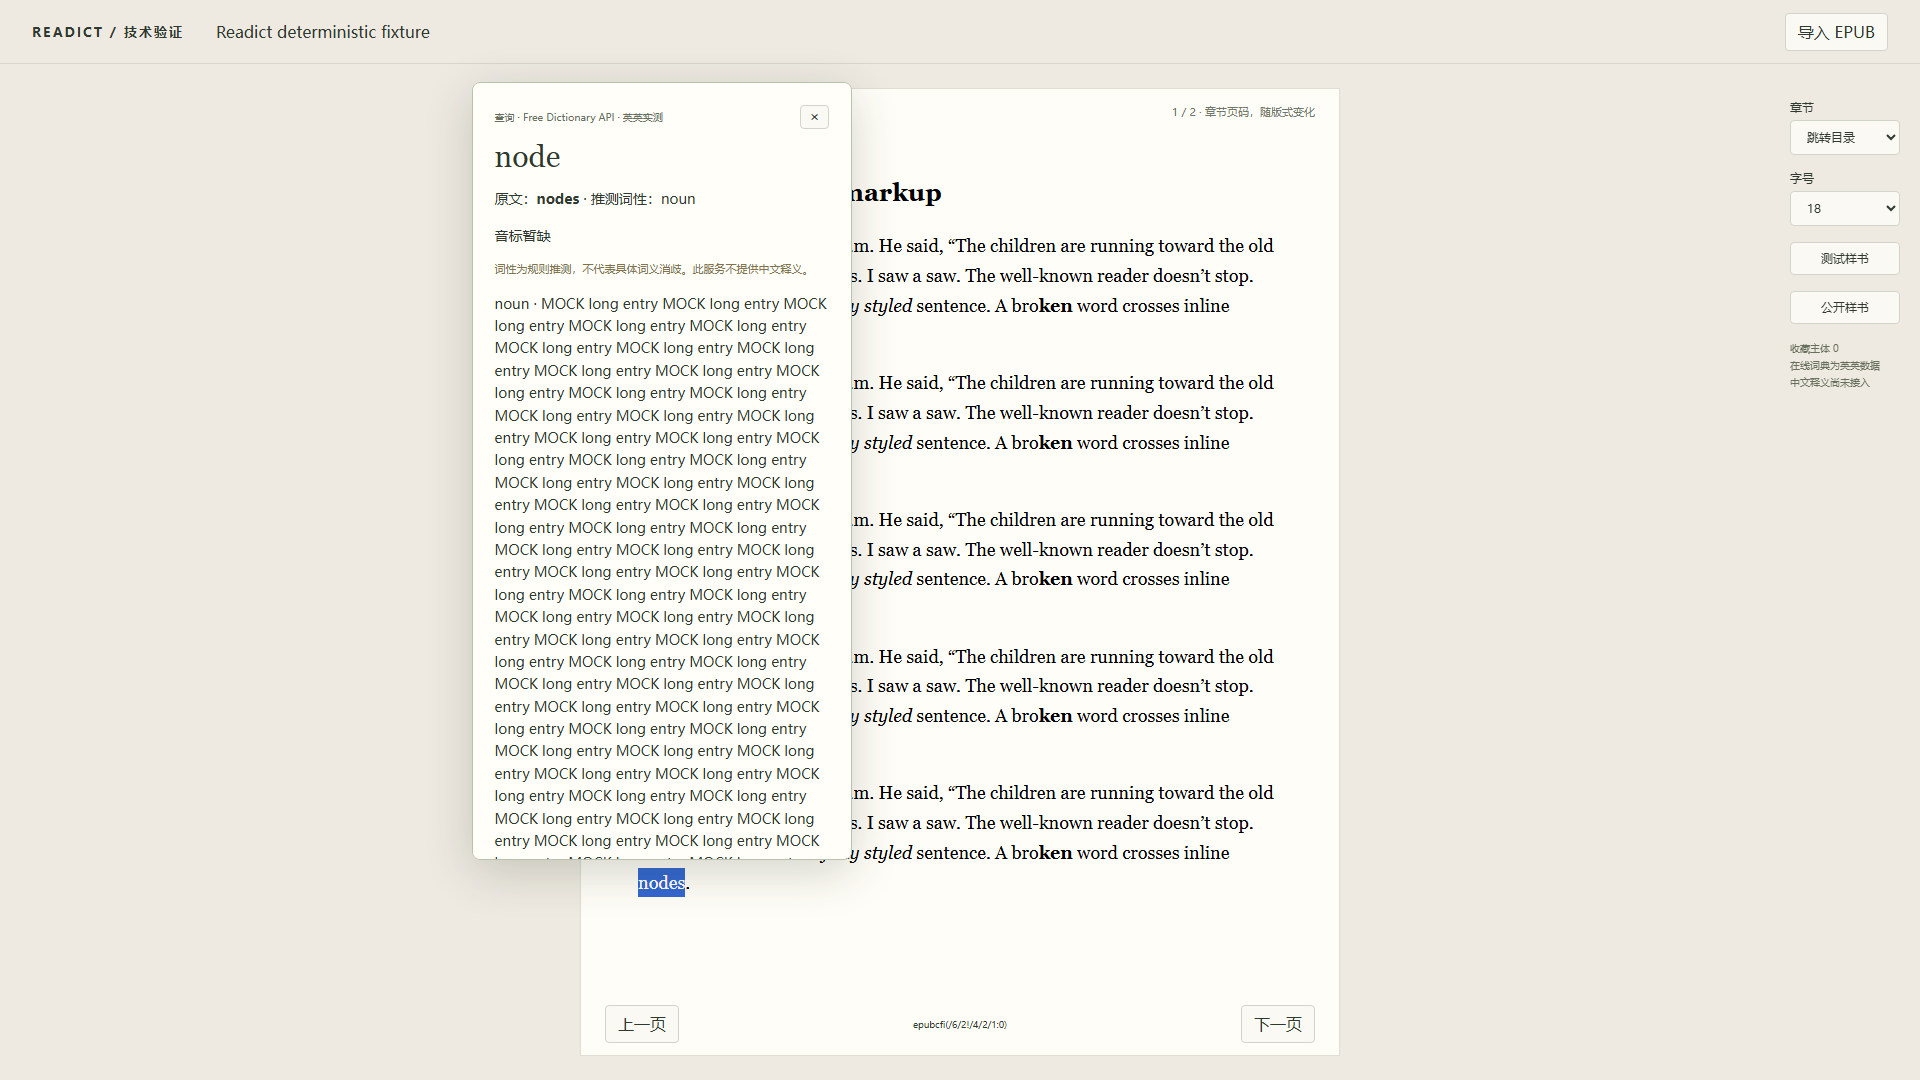 READICT / 技术验证
Readict deterministic fixture
导入 EPUB
查询 · Free Dictionary API · 英英实测
×
node
原文：nodes · 推测词性：noun
音标暂缺
词性为规则推测，不代表具体词义消歧。此服务不提供中文释义。
noun · MOCK long entry MOCK long entry MOCK
long entry MOCK long entry MOCK long entry
MOCK long entry MOCK long entry MOCK long
entry MOCK long entry MOCK long entry MOCK
long entry MOCK long entry MOCK long entry
MOCK long entry MOCK long entry MOCK long
entry MOCK long entry MOCK long entry MOCK
long entry MOCK long entry MOCK long entry
MOCK long entry MOCK long entry MOCK long
entry MOCK long entry MOCK long entry MOCK
long entry MOCK long entry MOCK long entry
MOCK long entry MOCK long entry MOCK long
entry MOCK long entry MOCK long entry MOCK
long entry MOCK long entry MOCK long entry
MOCK long entry MOCK long entry MOCK long
entry MOCK long entry MOCK long entry MOCK
long entry MOCK long entry MOCK long entry
MOCK long entry MOCK long entry MOCK long
entry MOCK long entry MOCK long entry MOCK
long entry MOCK long entry MOCK long entry
MOCK long entry MOCK long entry MOCK long
entry MOCK long entry MOCK long entry MOCK
long entry MOCK long entry MOCK long entry
MOCK long entry MOCK long entry MOCK long
entry MOCK long entry MOCK long entry MOCK
1 / 2 · 章节页码，随版式变化
markup
He said, “The children are running toward the old
I saw a saw. The well-known reader doesn’t stop.
styled sentence. A broken word crosses inline
He said, “The children are running toward the old
I saw a saw. The well-known reader doesn’t stop.
styled sentence. A broken word crosses inline
He said, “The children are running toward the old
I saw a saw. The well-known reader doesn’t stop.
styled sentence. A broken word crosses inline
He said, “The children are running toward the old
I saw a saw. The well-known reader doesn’t stop.
styled sentence. A broken word crosses inline
He said, “The children are running toward the old
I saw a saw. The well-known reader doesn’t stop.
styled sentence. A broken word crosses inline
nodes.
上一页
epubcfi(/6/2!/4/2/1:0)
下一页
章节
跳转目录
字号
18
测试样书
公开样书
收藏主体 0
在线词典为英英数据
中文释义尚未接入